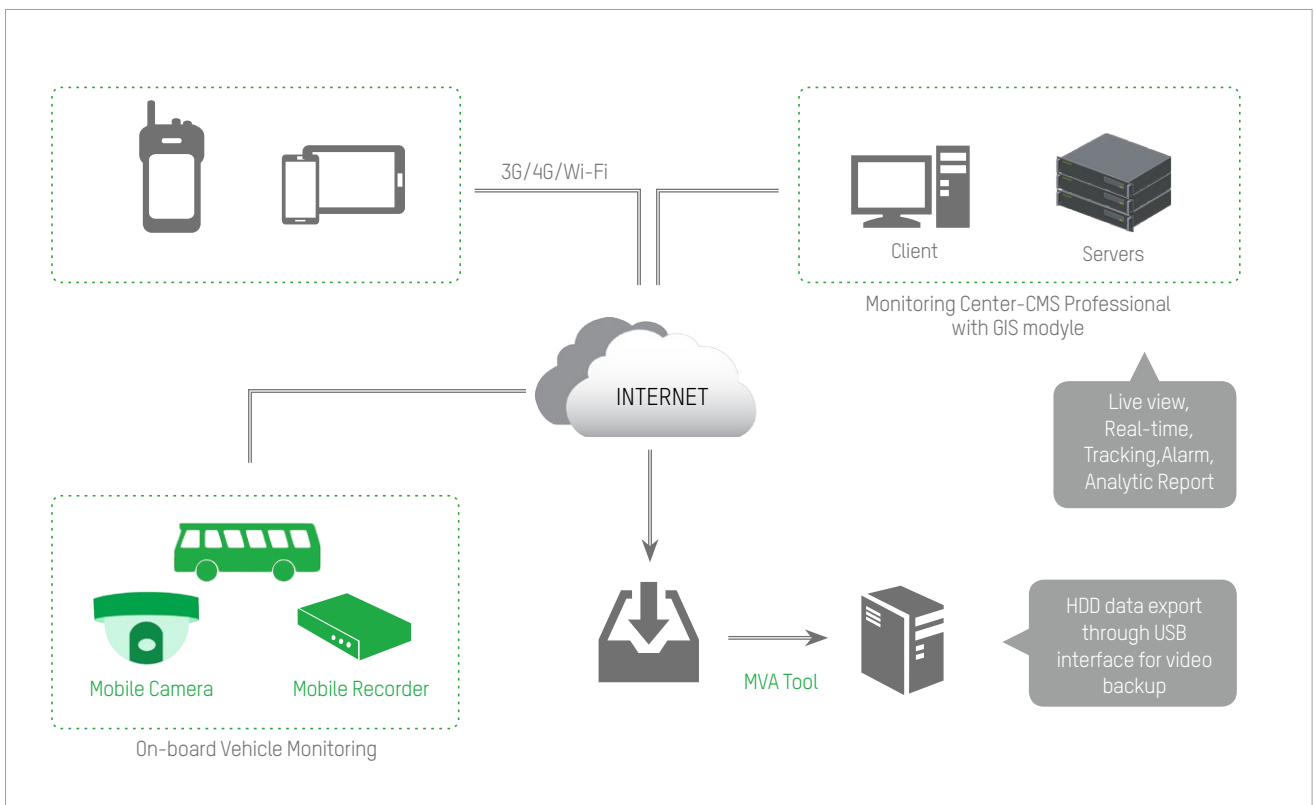 3G/4G/Wi-Fi
Client
Servers
Monitoring Center-CMS Professional
with GIS module
INTERNET
Live view,
Real-time,
Tracking,Alarm,
Analytic Report
Mobile Camera
Mobile Recorder
On-board Vehicle Monitoring
MVA Tool
HDD data export
through USB
interface for video
backup